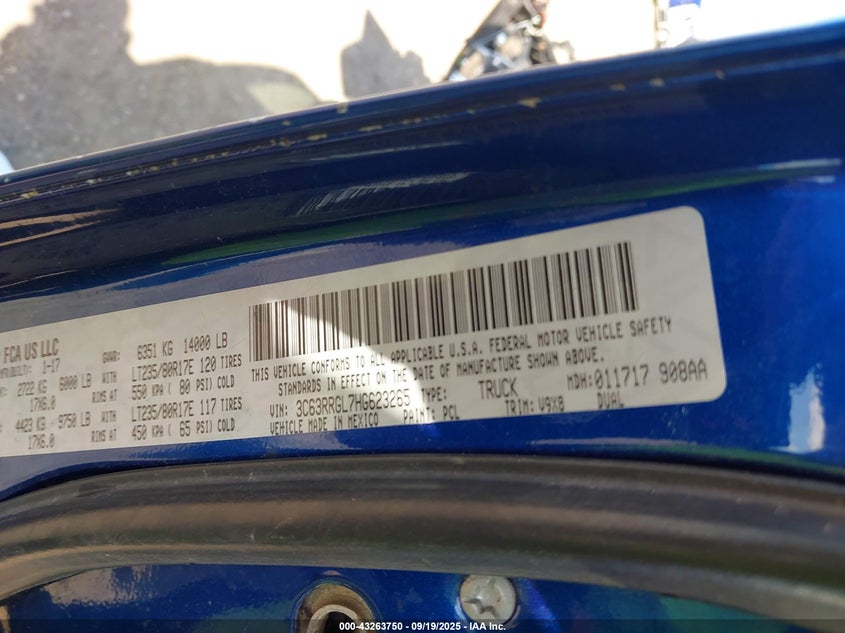 FCA US LLC
1-17
GVWR: 6351 KG 14000 LB
2722 KG 6000 LB WITH LT235/80R17E 120 TIRES
17X6.0 RIMS AT 550 KPA ( 80 PSI) COLD
4423 KG 9750 LB WITH LT235/80R17E 117 TIRES
17X6.0 RIMS AT 450 KPA ( 65 PSI) COLD
THIS VEHICLE CONFORMS TO ALL APPLICABLE U.S.A. FEDERAL MOTOR VEHICLE SAFETY
STANDARDS IN EFFECT ON THE DATE OF MANUFACTURE SHOWN ABOVE.
VIN: 3C63RRGL7HG623265 TYPE: TRUCK MDH:011717 908AA
VEHICLE MADE IN MEXICO PAINT: PCL TRIM: V9X8 DUAL
000-43263750 - 09/19/2025 - IAA Inc.